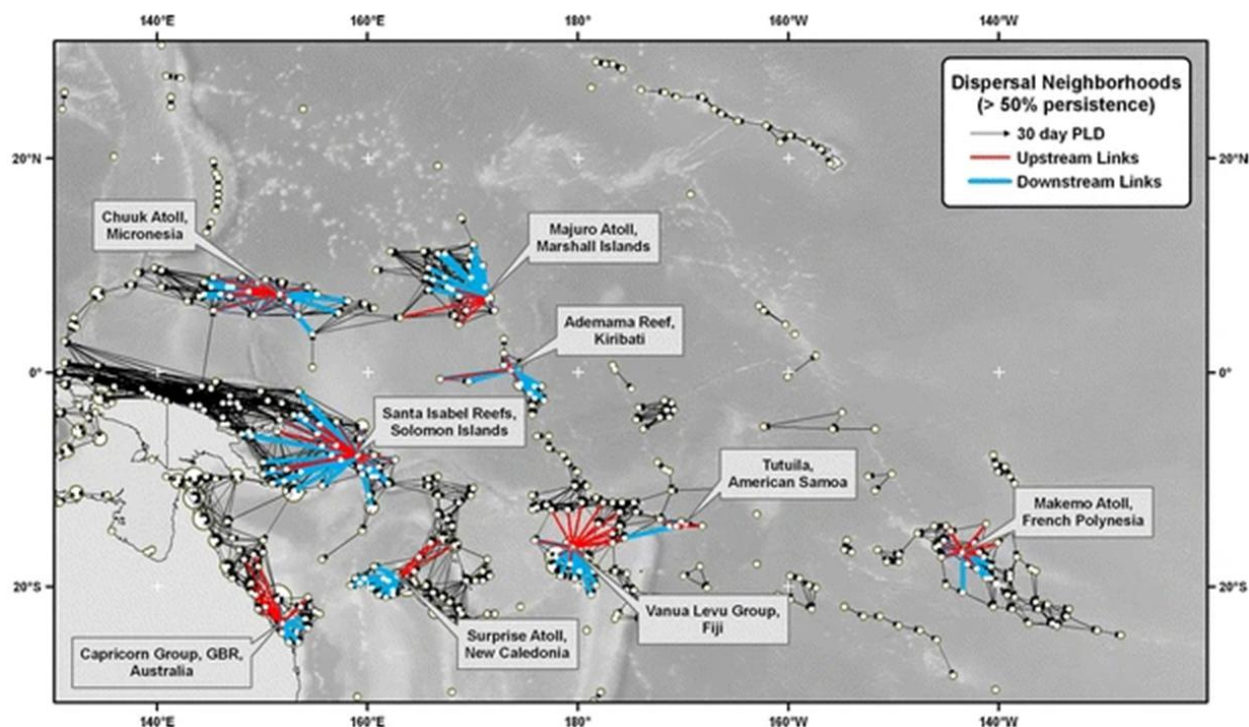 140°E 160°E 180° 160°W 140°W
Dispersal Neighborhoods
(> 50% persistence)
30 day PLD
Upstream Links
Downstream Links
20°N 20°N
Chuuk Atoll,
Micronesia
Majuro Atoll,
Marshall Islands
Ademama Reef,
Kiribati
0° 0°
Santa Isabel Reefs,
Solomon Islands
Tutuila,
American Samoa
Makemo Atoll,
French Polynesia
20°S 20°S
Vanua Levu Group,
Fiji
Surprise Atoll,
New Caledonia
Capricorn Group, GBR,
Australia
140°E 160°E 180° 160°W 140°W